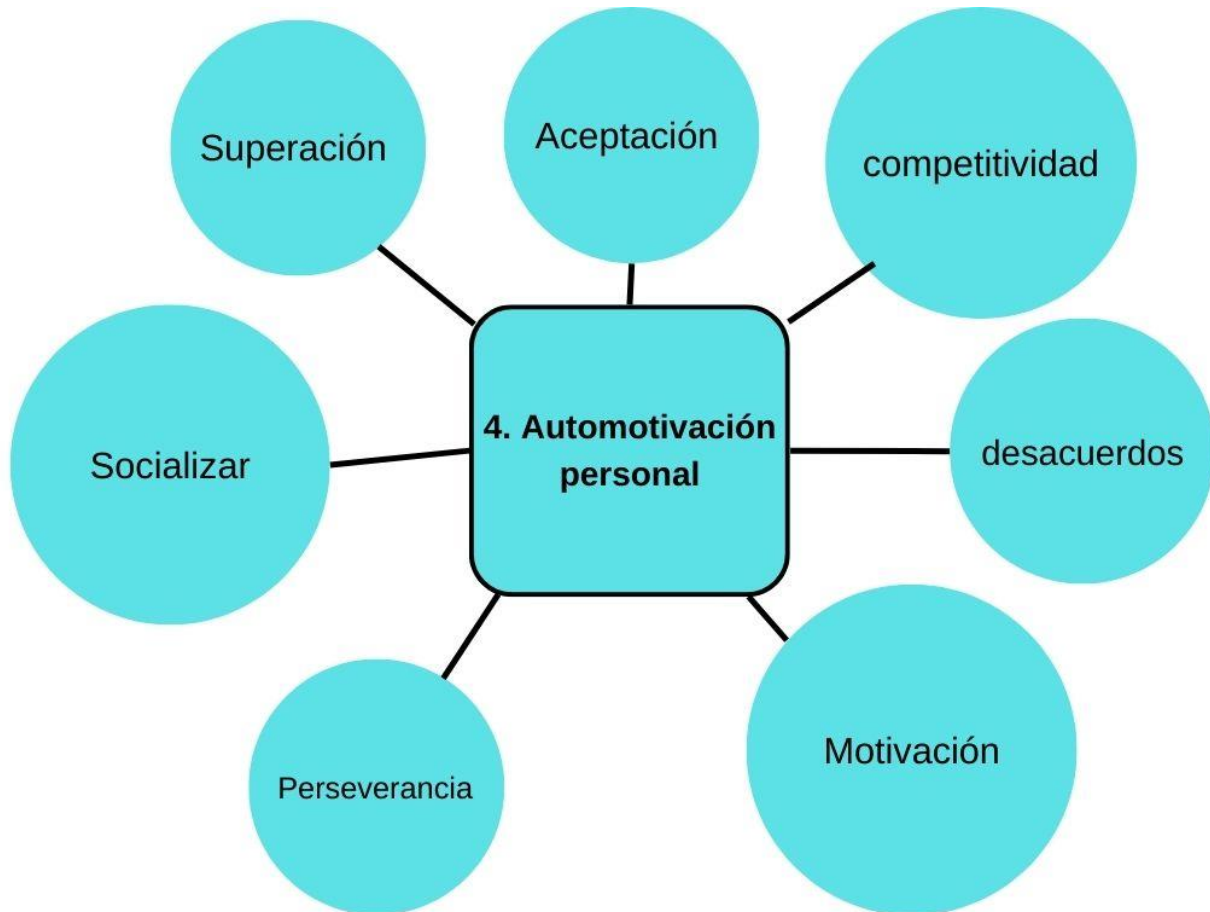 Superación
Aceptación
competitividad
Socializar
4. Automotivación
personal
desacuerdos
Perseverancia
Motivación